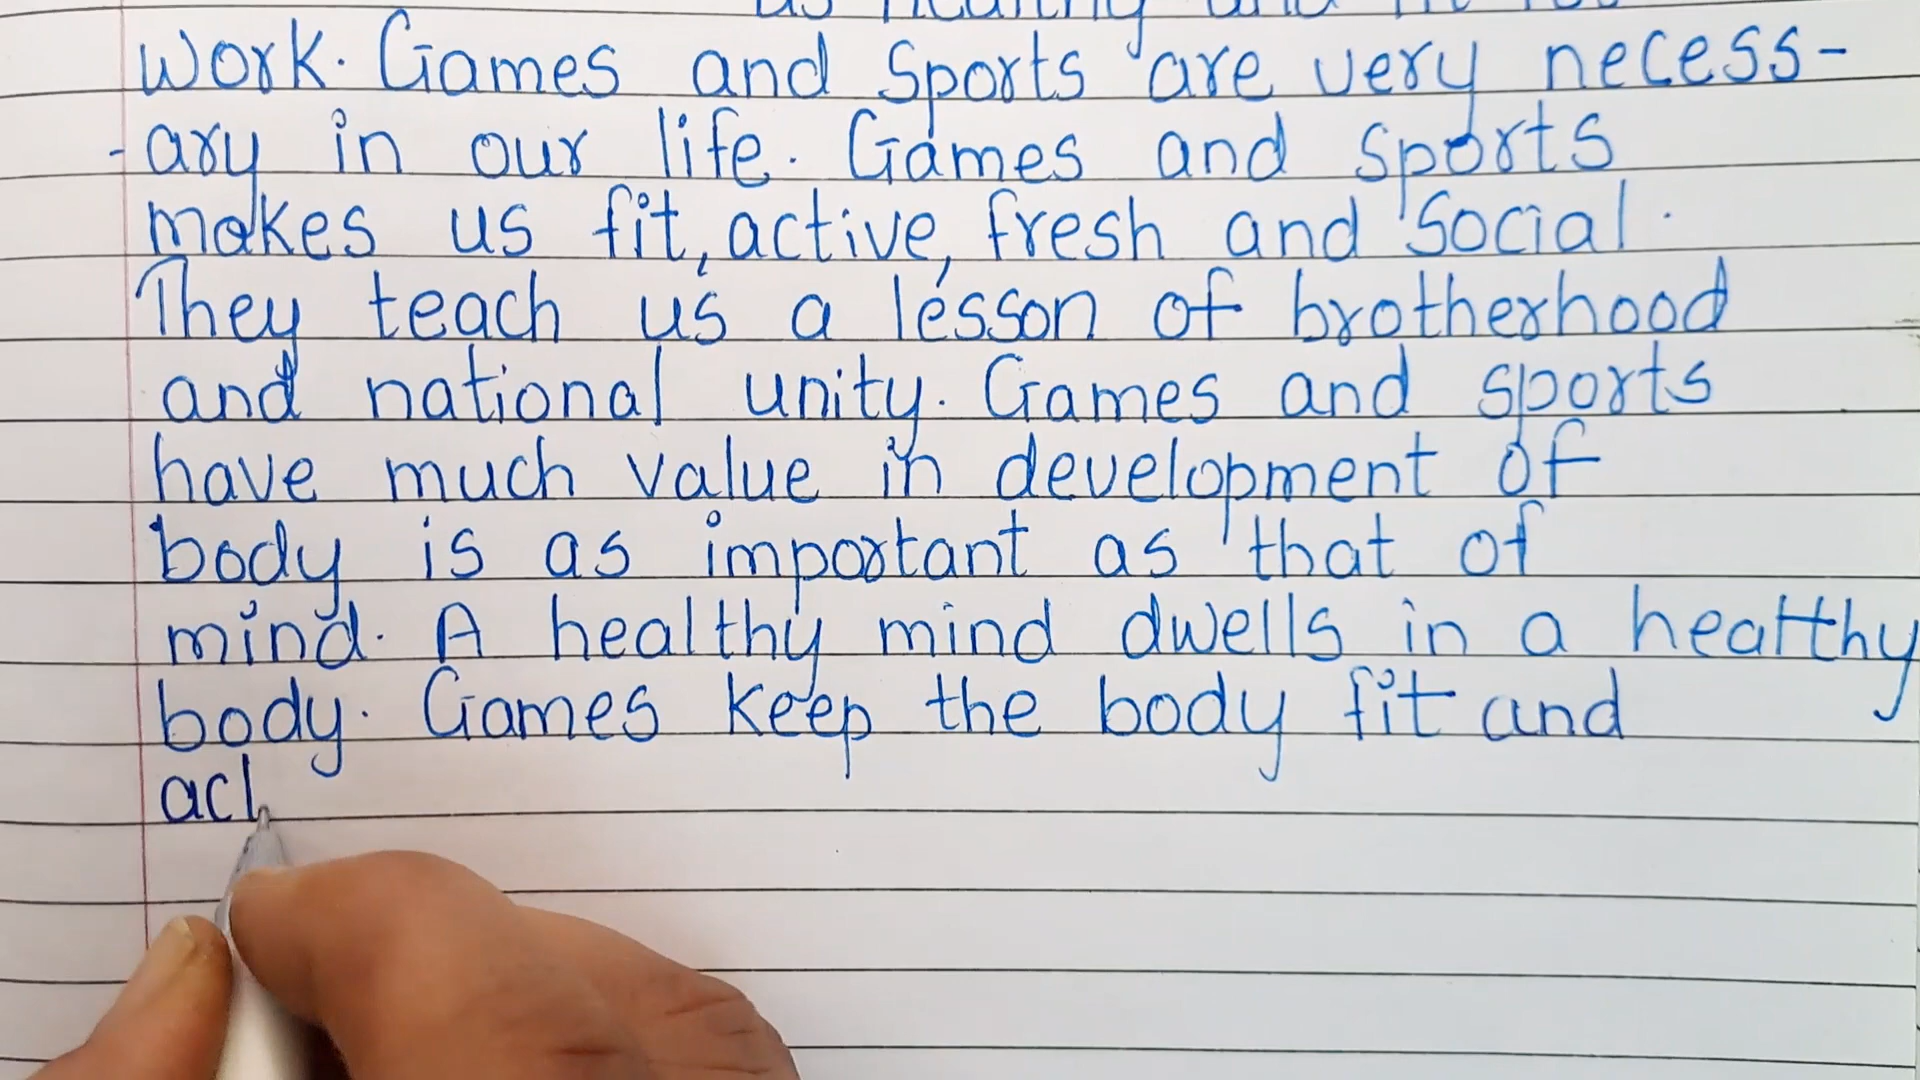 work. Games and sports are very necess-
-ary in our life. Games and sports
makes us fit, active, fresh and social.
They teach us a lesson of brotherhood
and national unity. Games and sports
have much value in development of
body is as important as that of
mind. A healthy mind dwells in a healthy
body. Games keep the body fit and